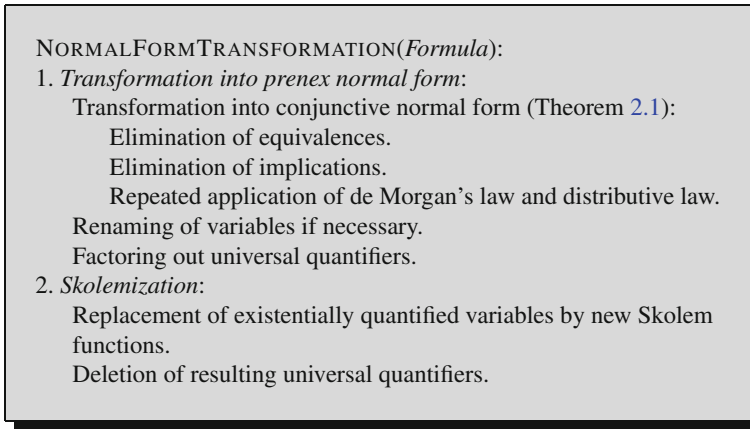 NORMALFORMTRANSFORMATION(Formula):
1. Transformation into prenex normal form:
Transformation into conjunctive normal form (Theorem 2.1):
Elimination of equivalences.
Elimination of implications.
Repeated application of de Morgan's law and distributive law.
Renaming of variables if necessary.
Factoring out universal quantifiers.
2. Skolemization:
Replacement of existentially quantified variables by new Skolem
functions.
Deletion of resulting universal quantifiers.